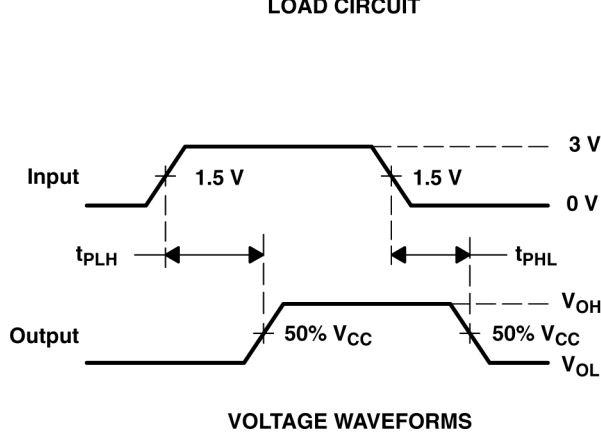 LOAD CIRCUIT
3 V
Input
1.5 V
1.5 V
0 V
tPLH
tPHL
VOH
Output
50% VCC
50% VCC
VOL
VOLTAGE WAVEFORMS